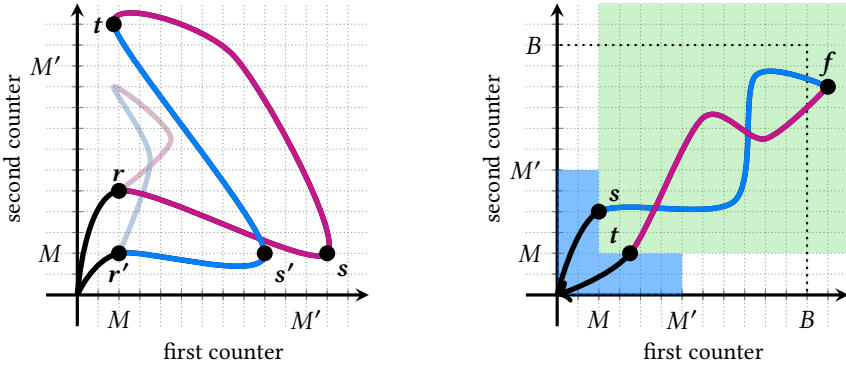 t
M′
r
second counter
M
r′
s′
s
M
M′
first counter
B
f
M′
s
second counter
t
M
M
M′
B
first counter